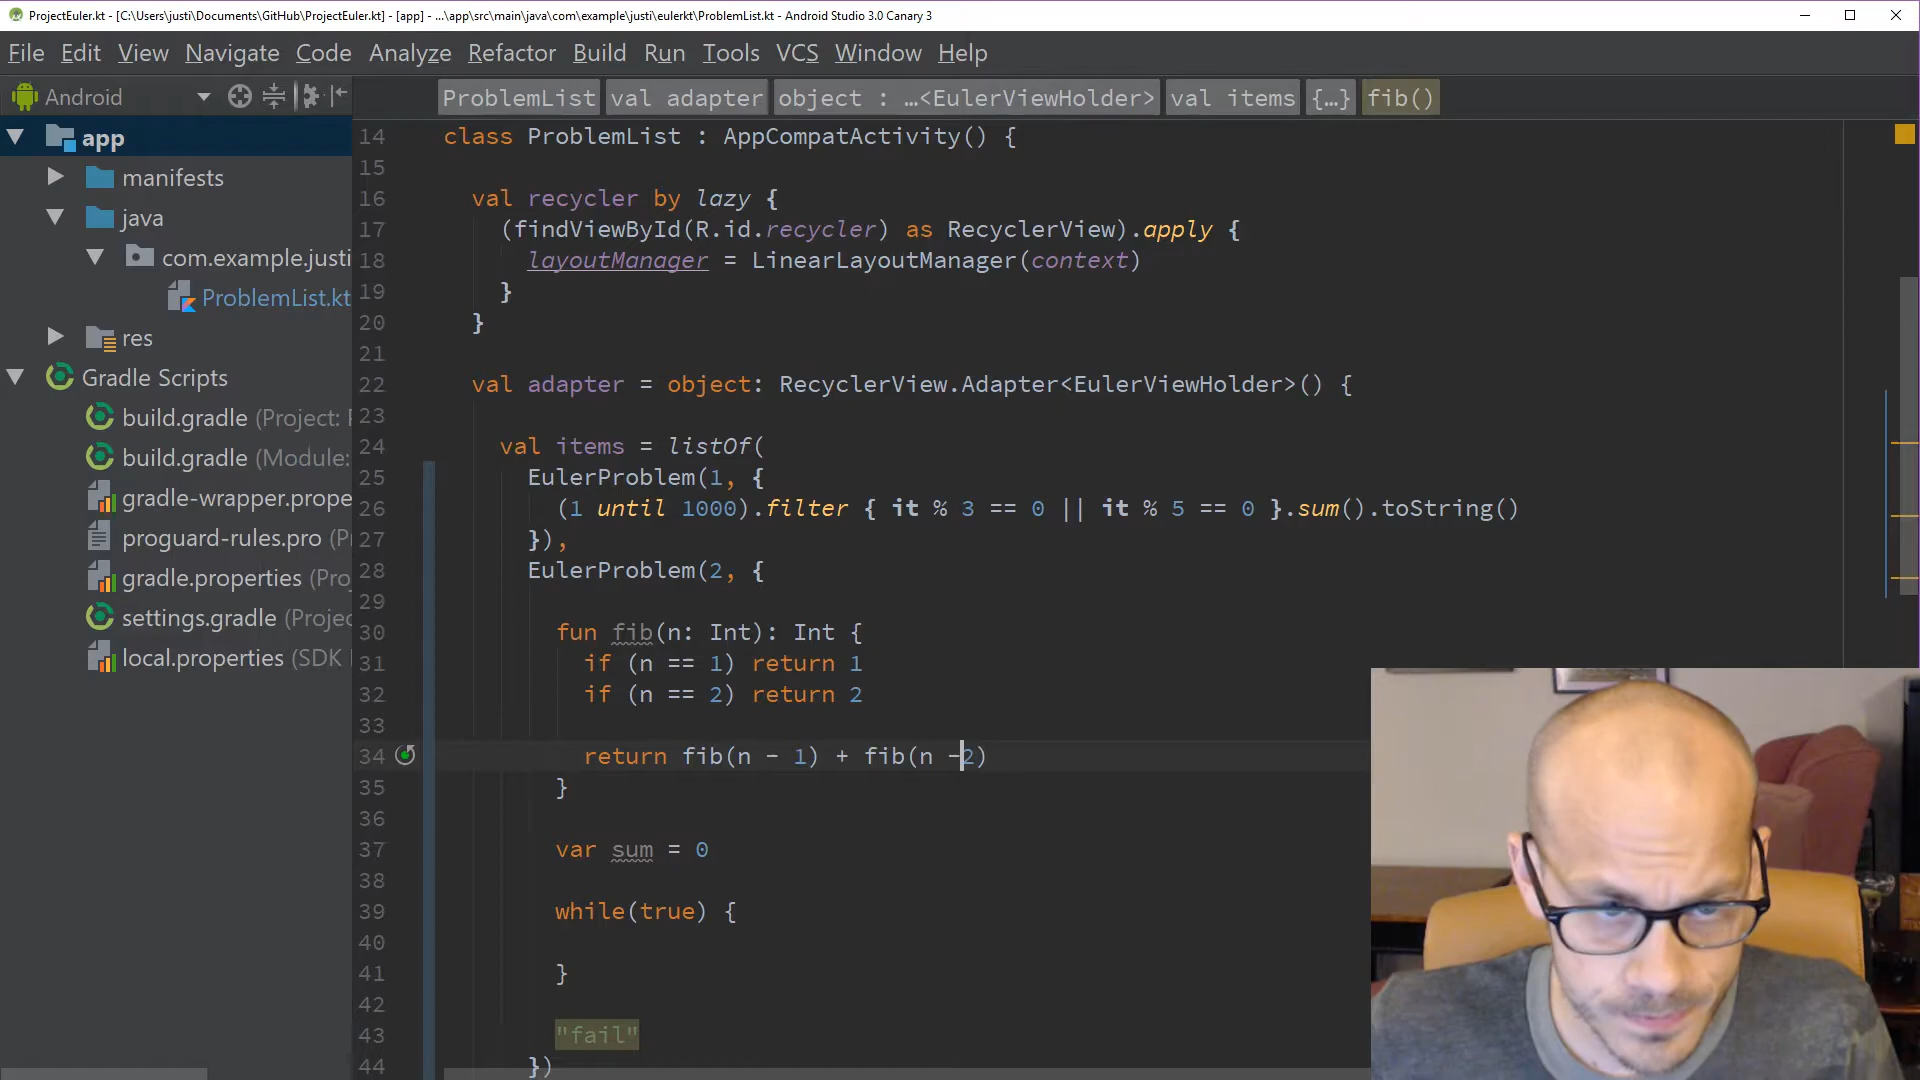 ProjectEuler.kt - [C:\Users\justi\Documents\GitHub\ProjectEuler.kt] - [app] - ...\app\src\main\java\com\example\justi\eulerkt\ProblemList.kt - Android Studio 3.0 Canary 3
File Edit View Navigate Code Analyze Refactor Build Run Tools VCS Window Help
Android
ProblemList val adapter object : …<EulerViewHolder> val items {…} fib()
app
manifests
java
com.example.justi
ProblemList.kt
res
Gradle Scripts
build.gradle (Project: P
build.gradle (Module:
gradle-wrapper.prope
proguard-rules.pro (P
gradle.properties (Pro
settings.gradle (Projec
local.properties (SDK
14 class ProblemList : AppCompatActivity() {
15
16 val recycler by lazy {
17 (findViewById(R.id.recycler) as RecyclerView).apply {
18 layoutManager = LinearLayoutManager(context)
19 }
20 }
21
22 val adapter = object: RecyclerView.Adapter<EulerViewHolder>() {
23
24 val items = listOf(
25 EulerProblem(1, {
26 (1 until 1000).filter { it % 3 == 0 || it % 5 == 0 }.sum().toString()
27 }),
28 EulerProblem(2, {
29
30 fun fib(n: Int): Int {
31 if (n == 1) return 1
32 if (n == 2) return 2
33
34 return fib(n - 1) + fib(n -2)
35 }
36
37 var sum = 0
38
39 while(true) {
40
41 }
42
43 "fail"
44 })